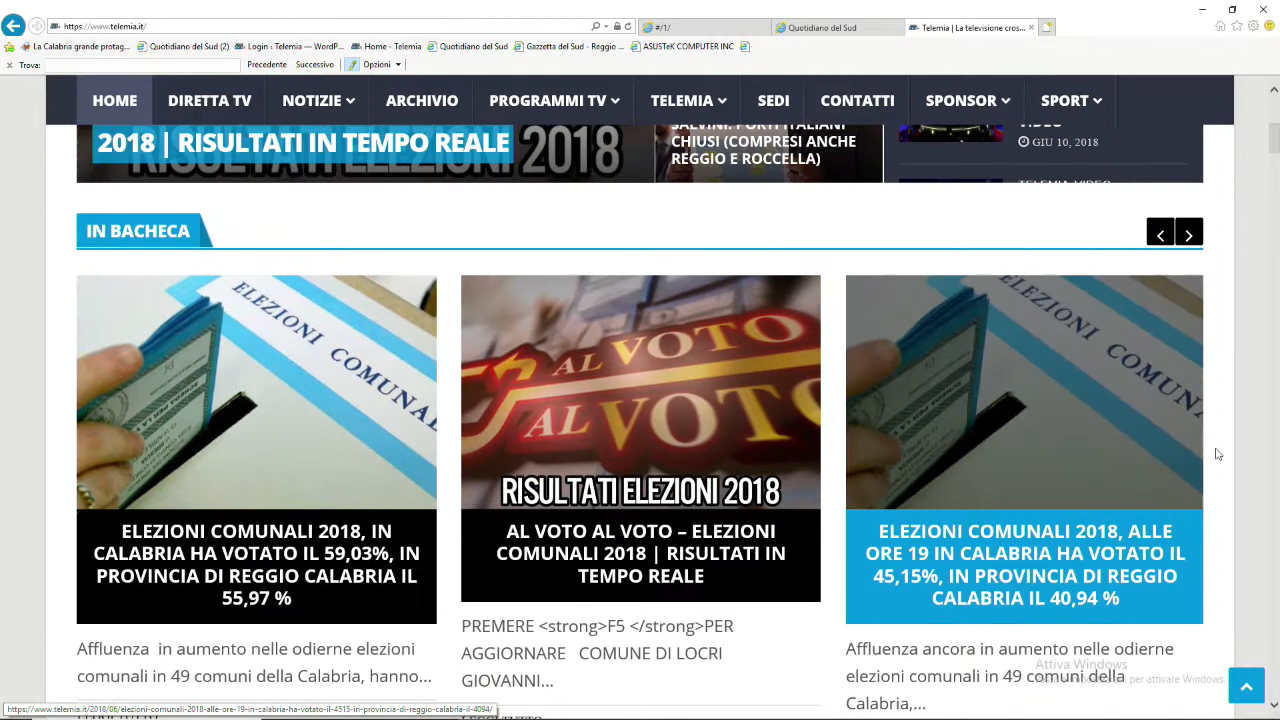 https://www.telemia.it/
#/1/
Quotidiano del Sud
Telemia | La televisione cros...
La Calabria grande protag...
Quotidiano del Sud (2)
Login ‹ Telemia — WordP...
Home - Telemia
Quotidiano del Sud
Gazzetta del Sud - Reggio ...
ASUSTeK COMPUTER INC
Trova:
Precedente
Successivo
Opzioni
HOME
DIRETTA TV
NOTIZIE
ARCHIVIO
PROGRAMMI TV
TELEMIA
SEDI
CONTATTI
SPONSOR
SPORT
2018 | RISULTATI IN TEMPO REALE
SALVINI: PORTI ITALIANI
CHIUSI (COMPRESI ANCHE
REGGIO E ROCCELLA)
VIDEO
GIU 10, 2018
TELEMIA VIDEO
IN BACHECA
ELEZIONI COMUNALI
AL VOTO
AL VOTO
RISULTATI ELEZIONI 2018
ELEZIONI COMUNA
ELEZIONI COMUNALI 2018, IN
CALABRIA HA VOTATO IL 59,03%, IN
PROVINCIA DI REGGIO CALABRIA IL
55,97 %
Affluenza in aumento nelle odierne elezioni
comunali in 49 comuni della Calabria, hanno...
AL VOTO AL VOTO – ELEZIONI
COMUNALI 2018 | RISULTATI IN
TEMPO REALE
PREMERE <strong>F5 </strong>PER
AGGIORNARE COMUNE DI LOCRI
GIOVANNI...
ELEZIONI COMUNALI 2018, ALLE
ORE 19 IN CALABRIA HA VOTATO IL
45,15%, IN PROVINCIA DI REGGIO
CALABRIA IL 40,94 %
Affluenza ancora in aumento nelle odierne
elezioni comunali in 49 comuni della
Calabria,...
Attiva Windows
per attivare Windows.
https://www.telemia.it/2018/06/elezioni-comunali-2018-alle-ore-19-in-calabria-ha-votato-il-4515-in-provincia-di-reggio-calabria-il-4094/